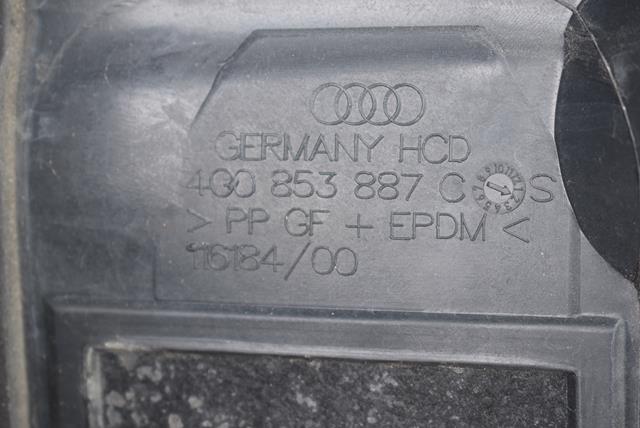 GERMANY HCD
4G0 853 887 C S
> PP GF + EPDM <
116184/00